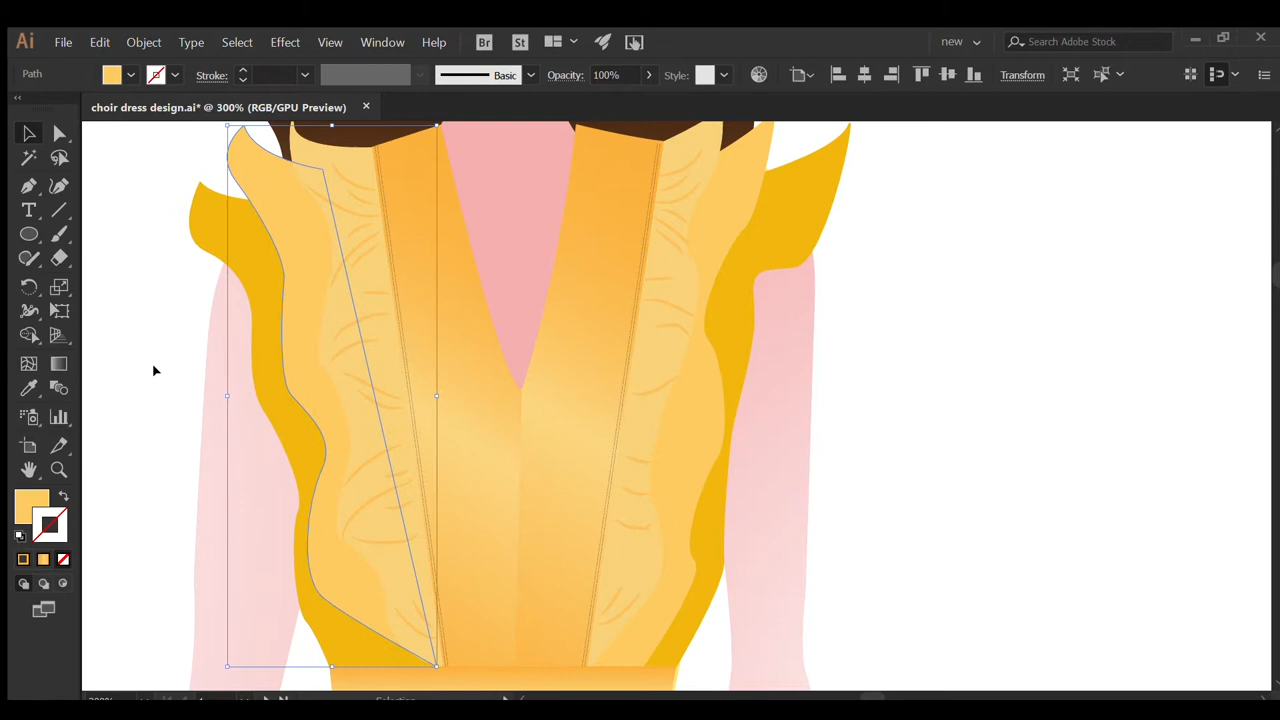 Ai File Edit Object Type Select Effect View Window Help Br St new Search Adobe Stock
Path Stroke: Basic Opacity: 100% Style: Transform
choir dress design.ai* @ 300% (RGB/GPU Preview) ×
Selection